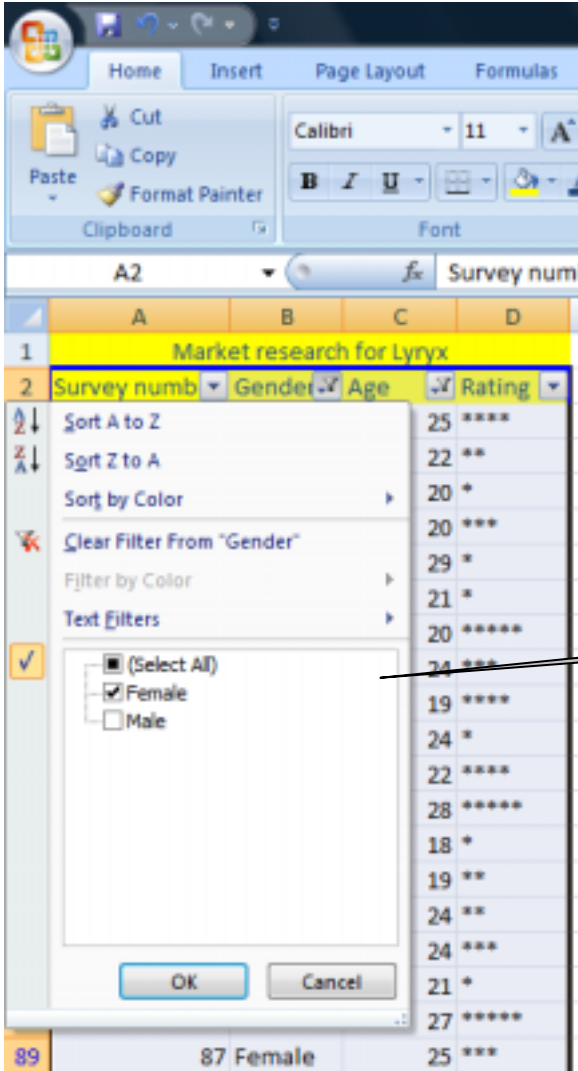 Home Insert Page Layout Formulas
Cut
Copy
Paste
Format Painter
Clipboard
Calibri 11 A
B I U
Font
A2 fx Survey num
A B C D
1 Market research for Lyryx
2 Survey numb Gender Age Rating
Sort A to Z
Sort Z to A
Sort by Color
Clear Filter From "Gender"
Filter by Color
Text Filters
(Select All)
Female
Male
OK Cancel
25 ****
22 **
20 *
20 ***
29 *
21 *
20 *****
24 ***
19 ****
24 *
22 ****
28 *****
18 *
19 **
24 **
24 ***
21 *
27 *****
89 87 Female 25 ***